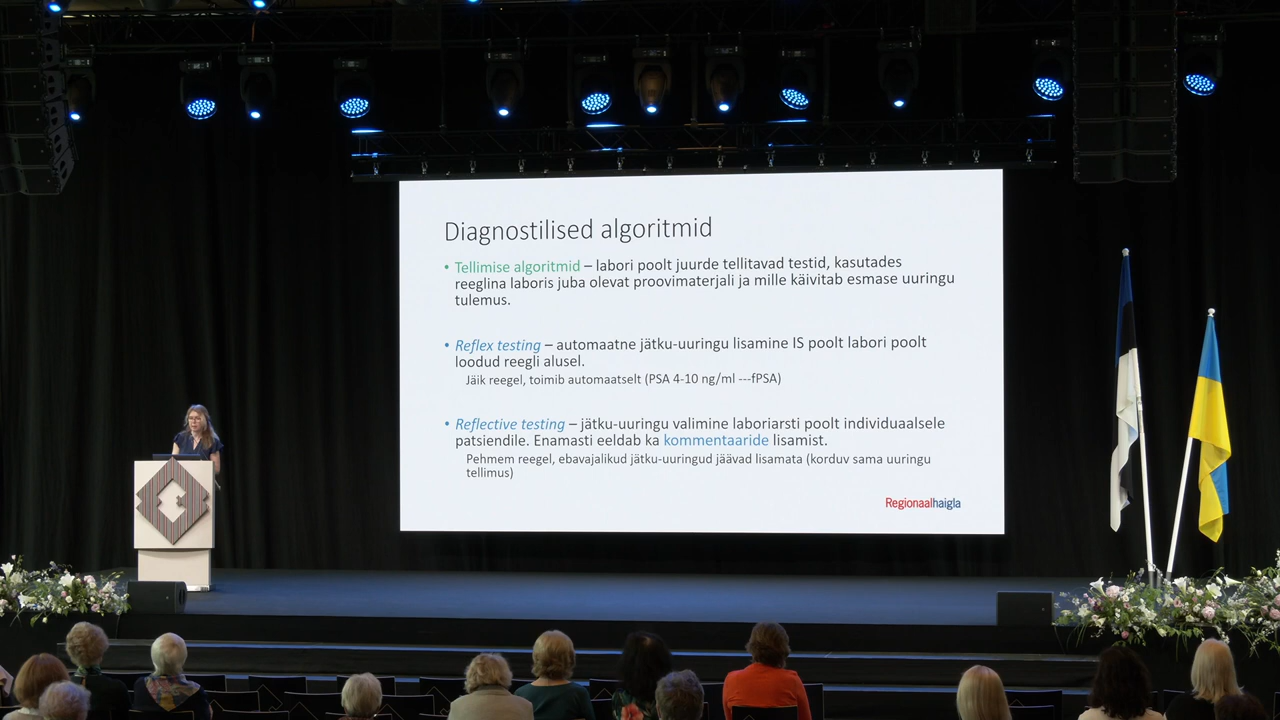 Diagnostilised algoritmid
• Tellimise algoritmid – labori poolt juurde tellitavad testid, kasutades
reeglina laboris juba olevat proovimaterjali ja mille käivitab esmase uuringu
tulemus.
• Reflex testing – automaatne jätku-uuringu lisamine IS poolt labori poolt
loodud reegli alusel.
Jäik reegel, toimib automaatselt (PSA 4-10 ng/ml ---fPSA)
• Reflective testing – jätku-uuringu valimine laboriarsti poolt individuaalsele
patsiendile. Enamasti eeldab ka kommentaaride lisamist.
Pehmem reegel, ebavajalikud jätku-uuringud jäävad lisamata (korduv sama uuringu
tellimus)
Regionaalhaigla